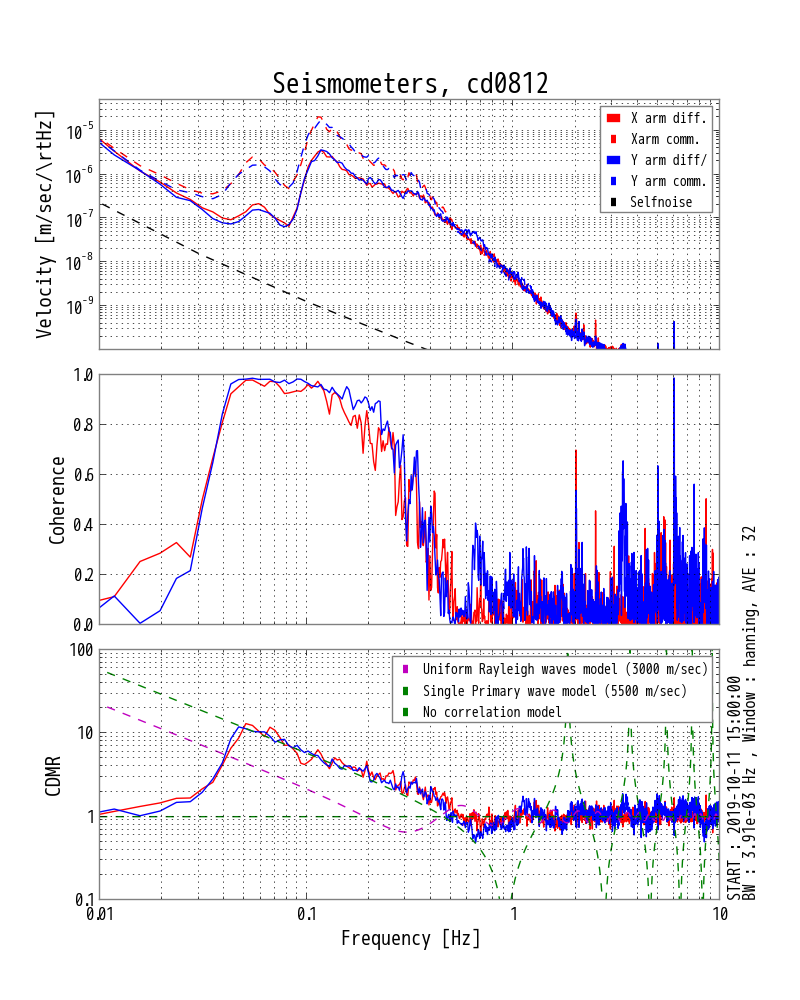 Seismometers, cd0812
Velocity [m/sec/\rtHz]
10^-5
10^-6
10^-7
10^-8
10^-9
X arm diff.
Xarm comm.
Y arm diff/
Y arm comm.
Selfnoise
Coherence
1.0
0.8
0.6
0.4
0.2
0.0
CDMR
100
10
1
0.1
Uniform Rayleigh waves model (3000 m/sec)
Single Primary wave model (5500 m/sec)
No correlation model
0.01
0.1
1
10
Frequency [Hz]
START : 2019-10-11 15:00:00
BW : 3.91e-03 Hz , Window : hanning, AVE : 32